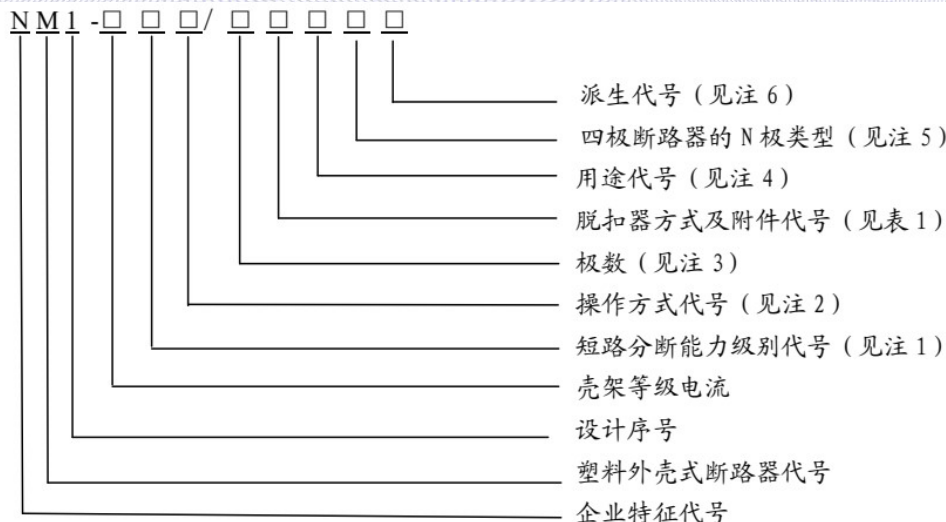 NM1-□□□/□□□□□
派生代号（见注 6）
四极断路器的 N 极类型（见注 5）
用途代号（见注 4）
脱扣器方式及附件代号（见表 1）
极数（见注 3）
操作方式代号（见注 2）
短路分断能力级别代号（见注 1）
壳架等级电流
设计序号
塑料外壳式断路器代号
企业特征代号